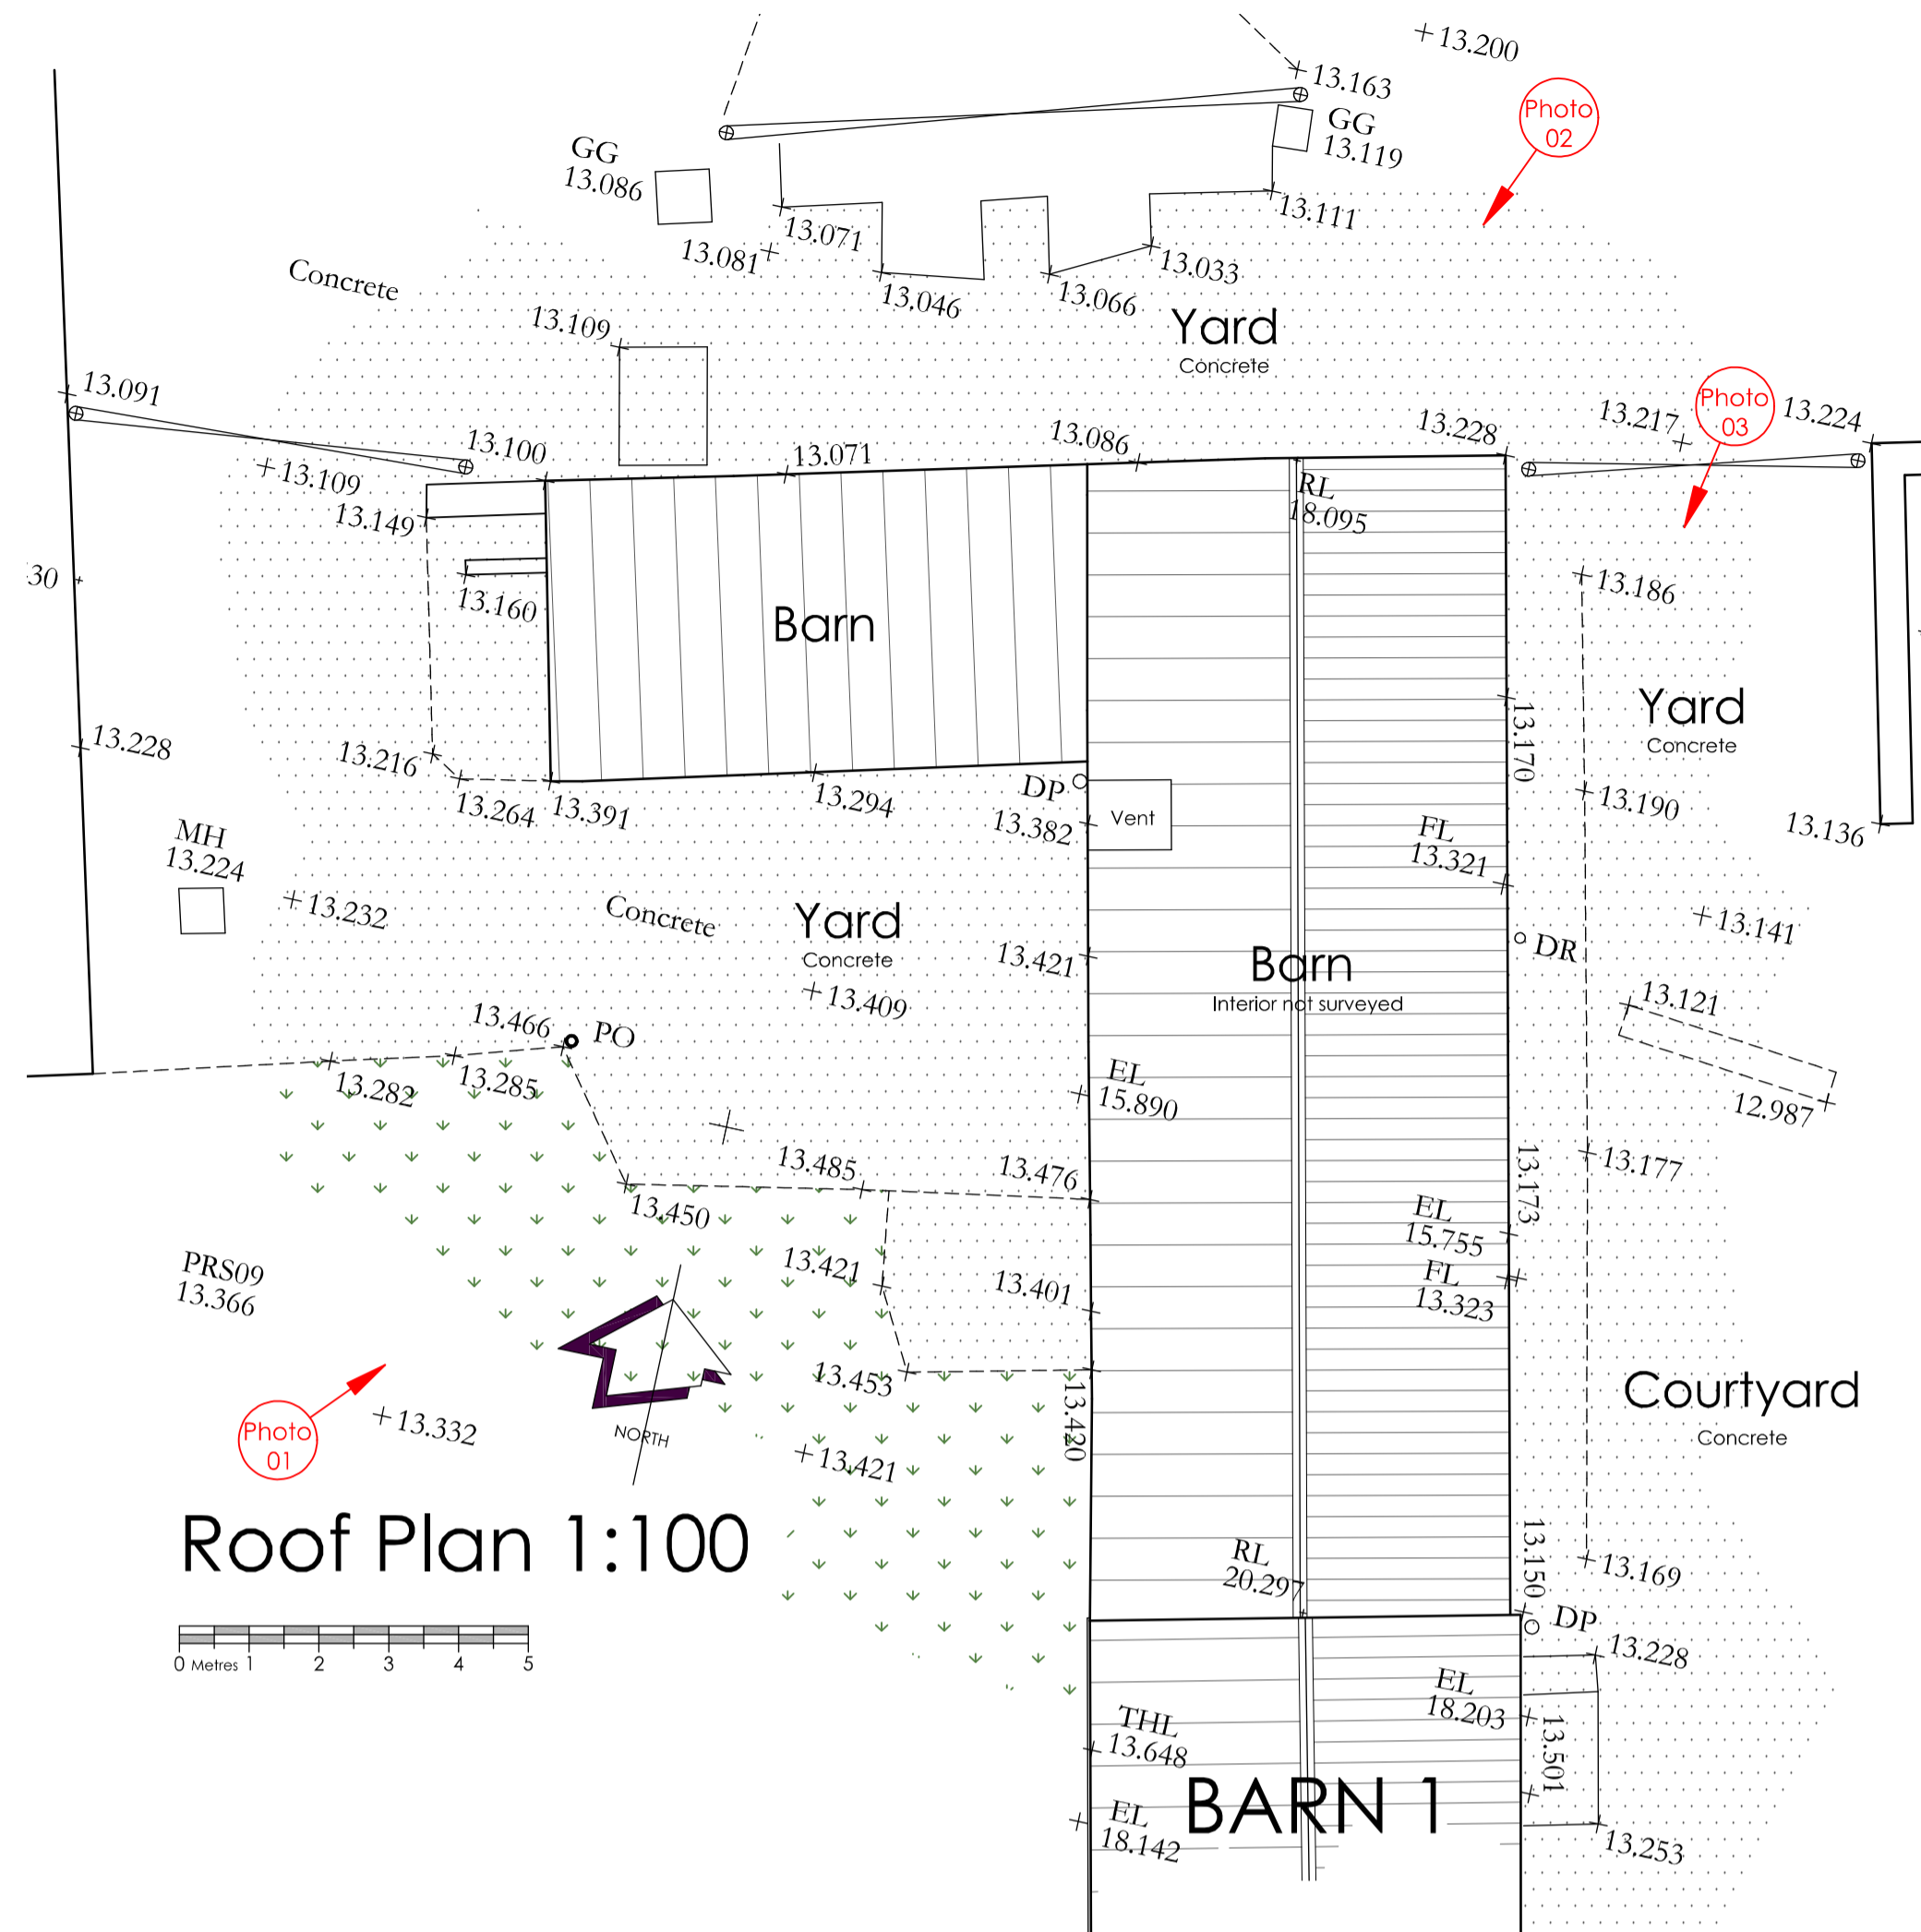 13.200
13.163
GG
13.119
Photo
02
GG
13.086
13.111
13.071
13.081
13.033
13.046
13.066
Concrete
13.109
Yard
Concrete
13.091
13.100
13.071
13.086
13.228
13.217
Photo
03
13.224
13.109
13.149
RL
18.095
30
13.160
Barn
13.186
13.170
Yard
Concrete
13.228
13.216
13.264
13.391
13.294
DP
13.382
Vent
FL
13.321
13.190
13.136
MH
13.224
13.232
Concrete
Yard
Concrete
13.409
13.421
Barn
Interior not surveyed
DR
13.141
13.466
PO
13.121
12.987
13.282
13.285
EL
15.890
13.485
13.476
13.173
13.177
13.450
EL
15.755
PRS09
13.366
13.421
13.401
FL
13.323
13.453
13.420
Courtyard
Concrete
Photo
01
13.332
NORTH
13.421
Roof Plan 1:100
RL
20.297
13.150
13.169
0 Metres 1 2 3 4 5
DP
13.228
EL
18.203
THL
13.648
13.501
BARN 1
EL
18.142
13.253